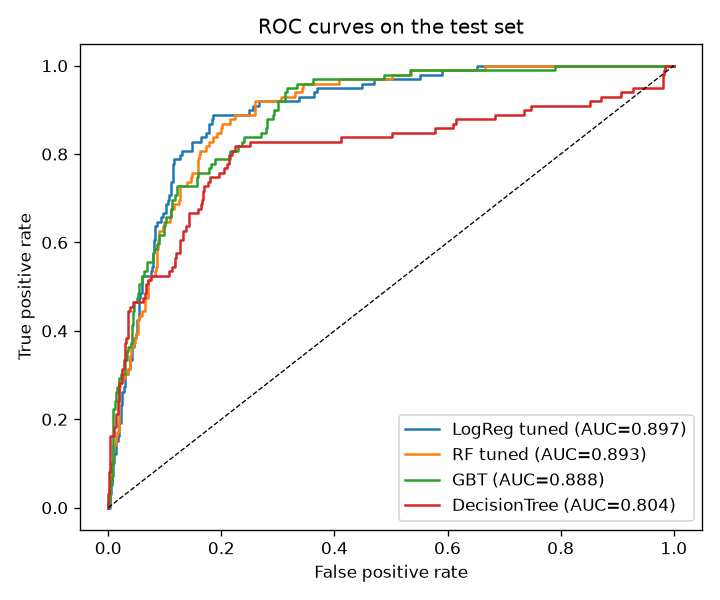 ROC curves on the test set
1.0
0.8
0.6
0.4
0.2
0.0
True positive rate
LogReg tuned (AUC=0.897)
RF tuned (AUC=0.893)
GBT (AUC=0.888)
DecisionTree (AUC=0.804)
0.0 0.2 0.4 0.6 0.8 1.0
False positive rate